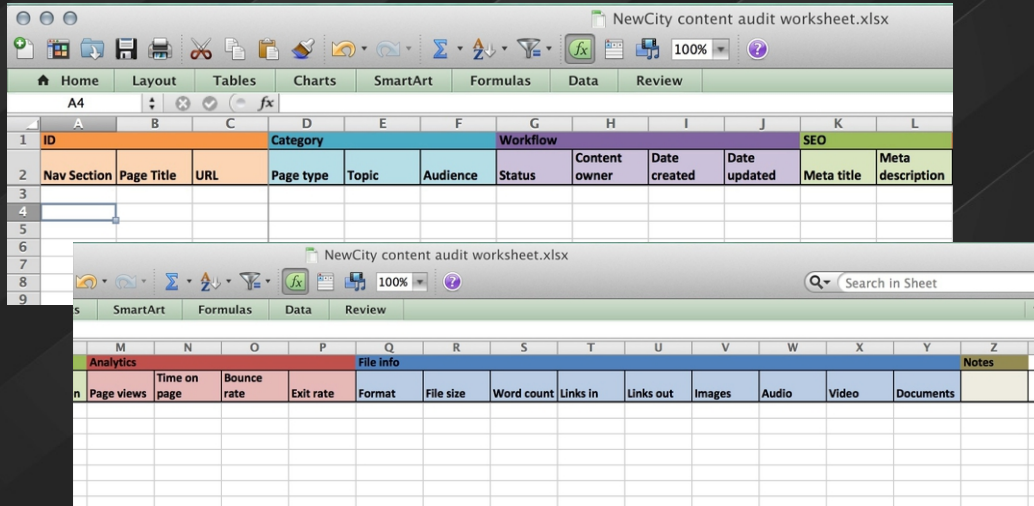 NewCity content audit worksheet.xlsx
fx 100% ?
Home Layout Tables Charts SmartArt Formulas Data Review
A4 fx
A B C D E F G H I J K L
1 ID Category Workflow SEO
2 Nav Section Page Title URL Page type Topic Audience Status Content owner Date created Date updated Meta title Meta description
3
4
5
6
7
8
9
NewCity content audit worksheet.xlsx
fx 100% ? Search in Sheet
s SmartArt Formulas Data Review
M N O P Q R S T U V W X Y Z
Analytics File info Notes
n Page views Time on page Bounce rate Exit rate Format File size Word count Links in Links out Images Audio Video Documents